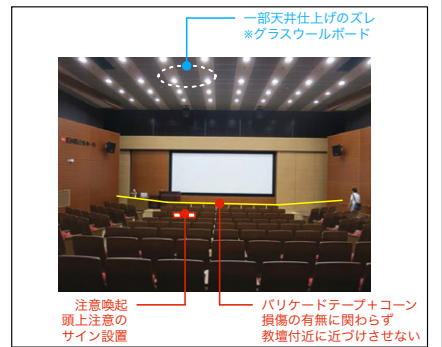 一部天井仕上げのズレ
※グラスウールボード
注意喚起
頭上注意の
サイン設置
バリケードテープ＋コーン
損傷の有無に関わらず
教壇付近に近づけさせない